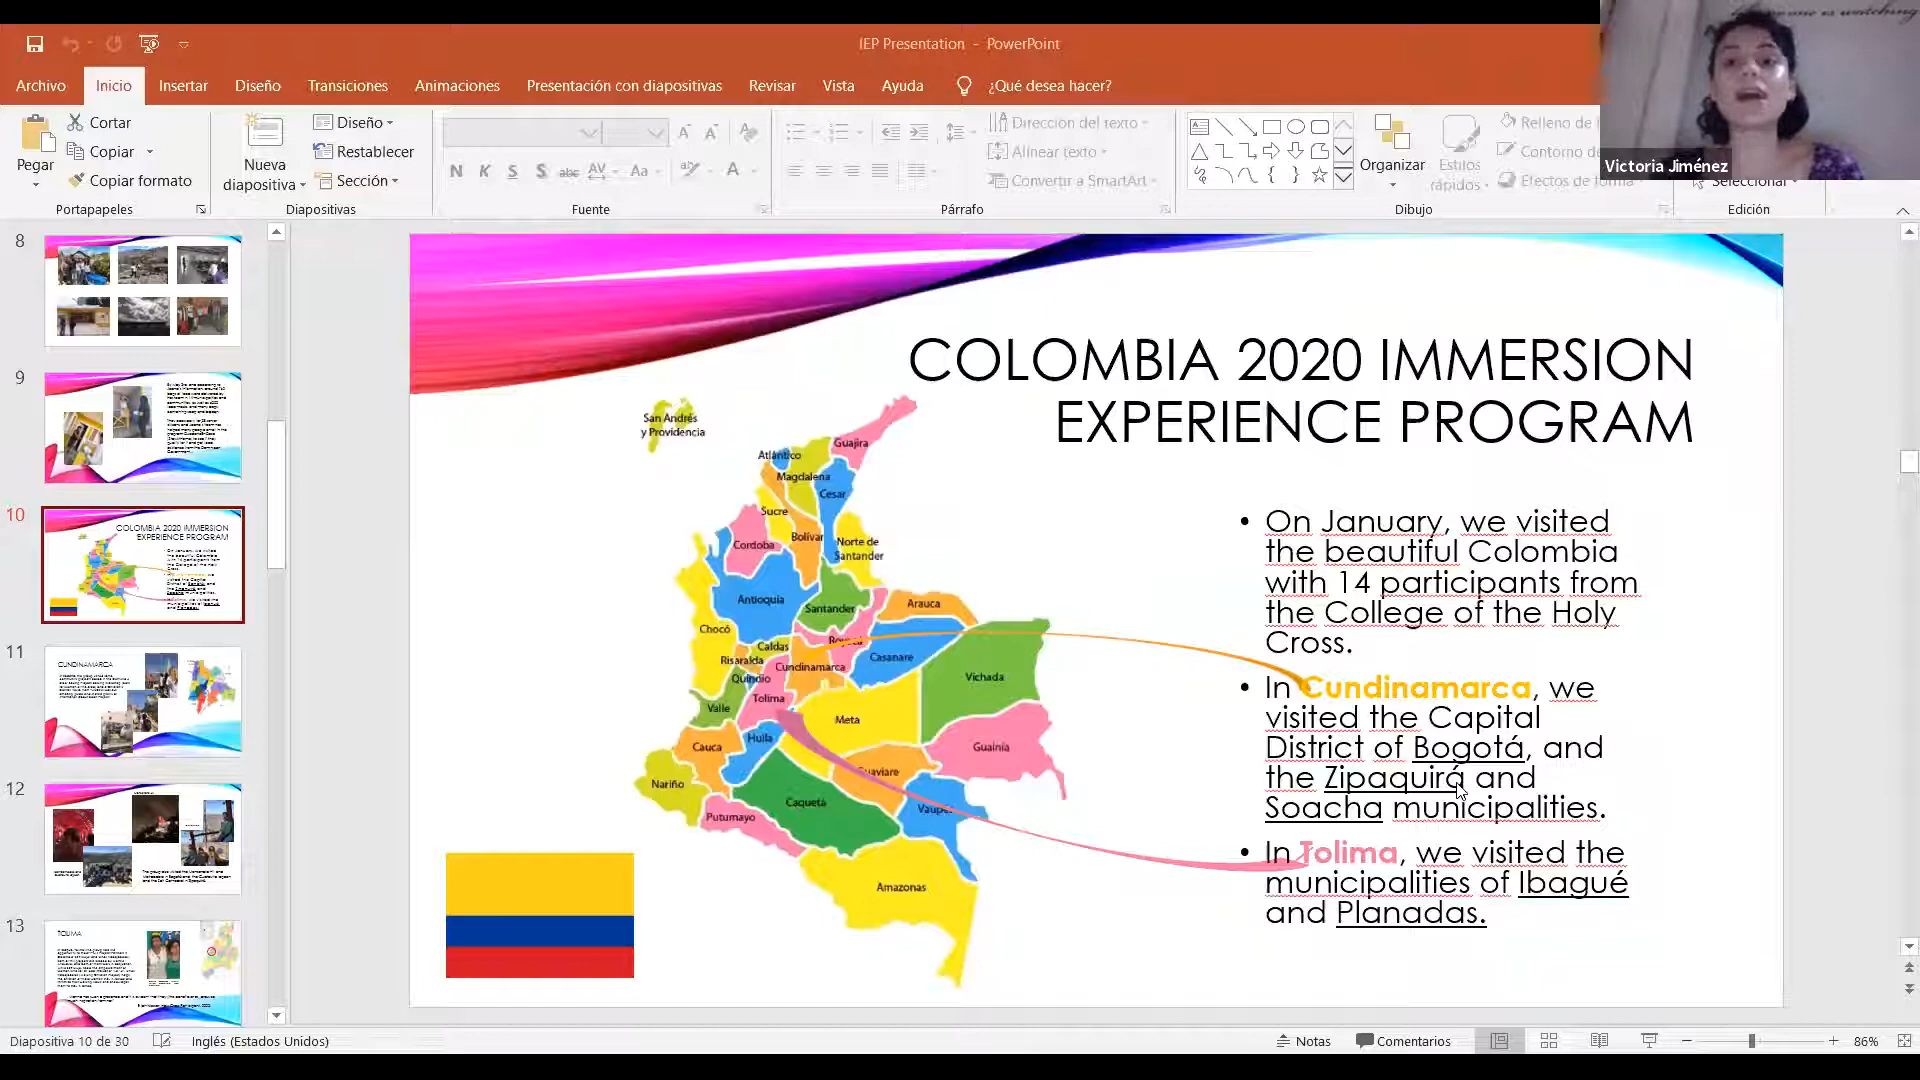 IEP Presentation - PowerPoint
Archivo Inicio Insertar Diseño Transiciones Animaciones Presentación con diapositivas Revisar Vista Ayuda ¿Qué desea hacer?
Victoria Jiménez
Pegar
Cortar
Copiar
Copiar formato
Portapapeles
Nueva
diapositiva
Diseño
Restablecer
Sección
Diapositivas
N K S S abc AV Aa A
Fuente
Dirección del texto
Alinear texto
Convertir a SmartArt
Párrafo
Organizar
Estilos
rápidos
Relleno de
Contorno d
Efectos de forma
Dibujo
Seleccionar
Edición
8
9
10
COLOMBIA 2020 IMMERSION
EXPERIENCE PROGRAM
11
CUNDINAMARCA
12
13
TOLIMA
COLOMBIA 2020 IMMERSION
EXPERIENCE PROGRAM
San Andrés
y Providencia
Guajira
Atlántico
Magdalena
Cesar
Sucre
Bolívar
Norte de
Santander
Cordoba
Antioquia
Santander
Arauca
Chocó
Boyacá
Caldas
Casanare
Risaralda
Cundinamarca
Quindío
Vichada
Tolima
Valle
Meta
Huila
Cauca
Guainía
Guaviare
Nariño
Caquetá
Vaupés
Putumayo
Amazonas
• On January, we visited
the beautiful Colombia
with 14 participants from
the College of the Holy
Cross.
• In Cundinamarca, we
visited the Capital
District of Bogotá, and
the Zipaquirá and
Soacha municipalities.
• In Tolima, we visited the
municipalities of Ibagué
and Planadas.
Diapositiva 10 de 30 Inglés (Estados Unidos) Notas Comentarios 86%